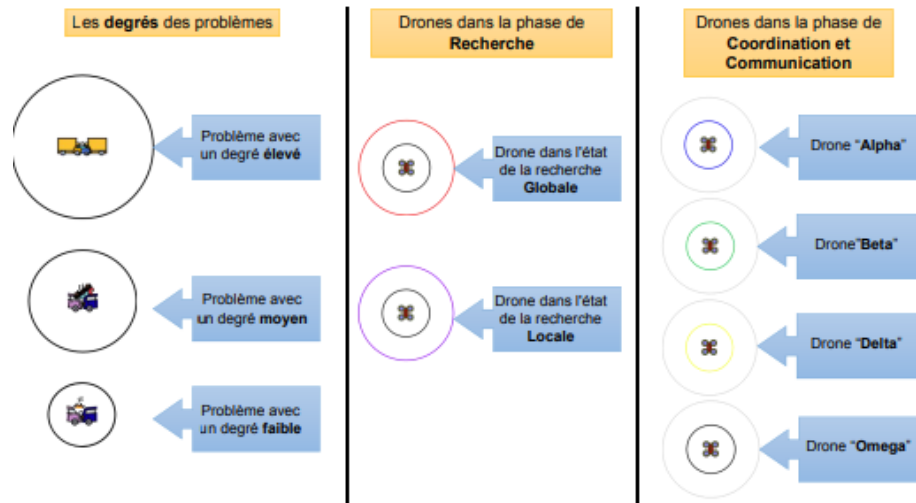 Les degrés des problèmes
Problème avec
un degré élevé
Problème avec
un degré moyen
Problème avec
un degré faible
Drones dans la phase de
Recherche
Drone dans l'état
de la recherche
Globale
Drone dans l'état
de la recherche
Locale
Drones dans la phase de
Coordination et
Communication
Drone "Alpha"
Drone"Beta"
Drone "Delta"
Drone "Omega"